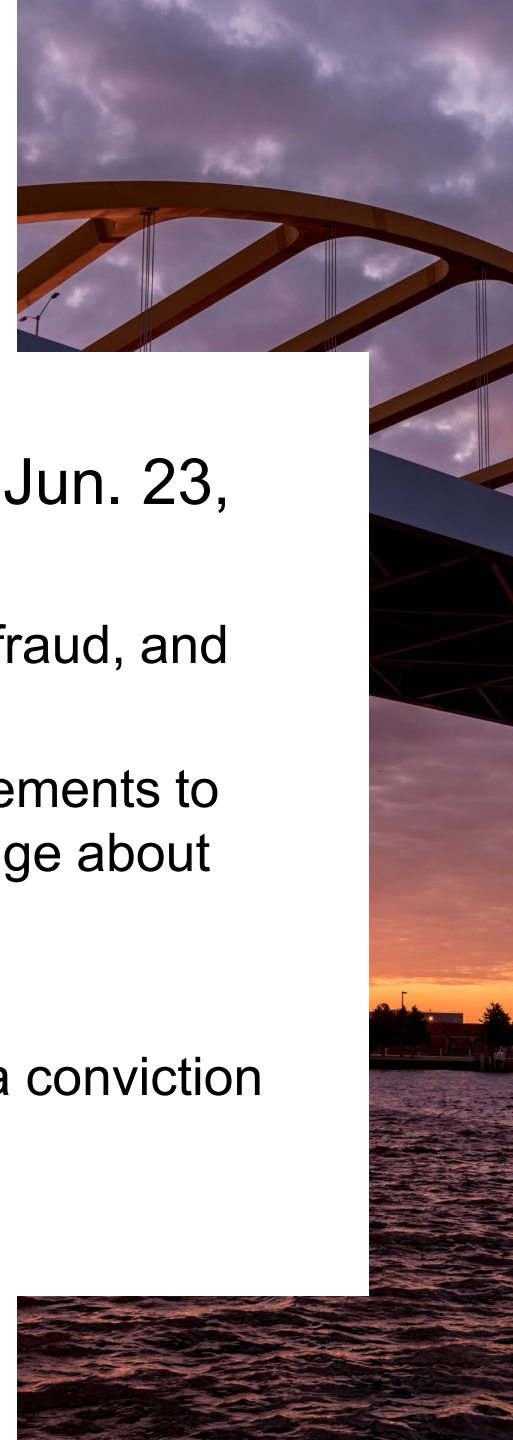 Jun. 23,
fraud, and
ements to
ge about
a conviction